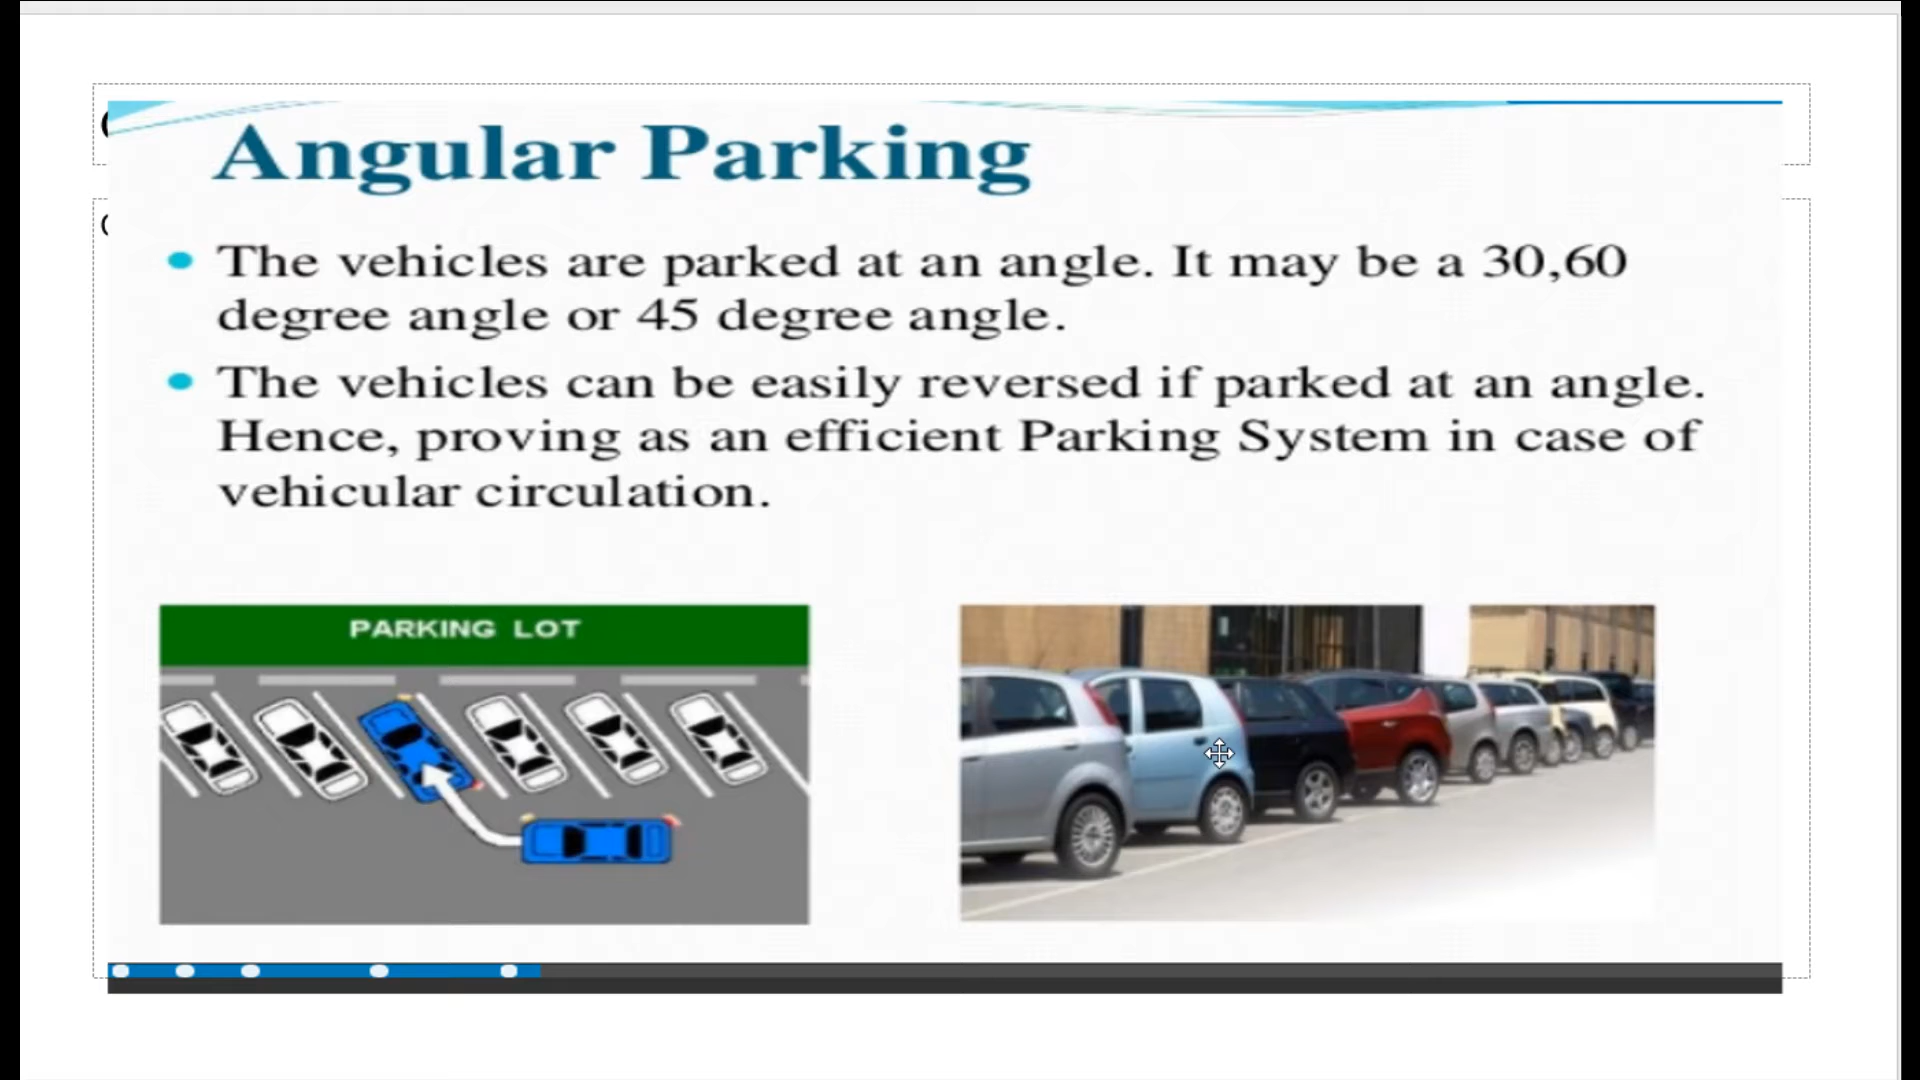 Angular Parking
The vehicles are parked at an angle. It may be a 30,60
degree angle or 45 degree angle.
The vehicles can be easily reversed if parked at an angle.
Hence, proving as an efficient Parking System in case of
vehicular circulation.
PARKING LOT